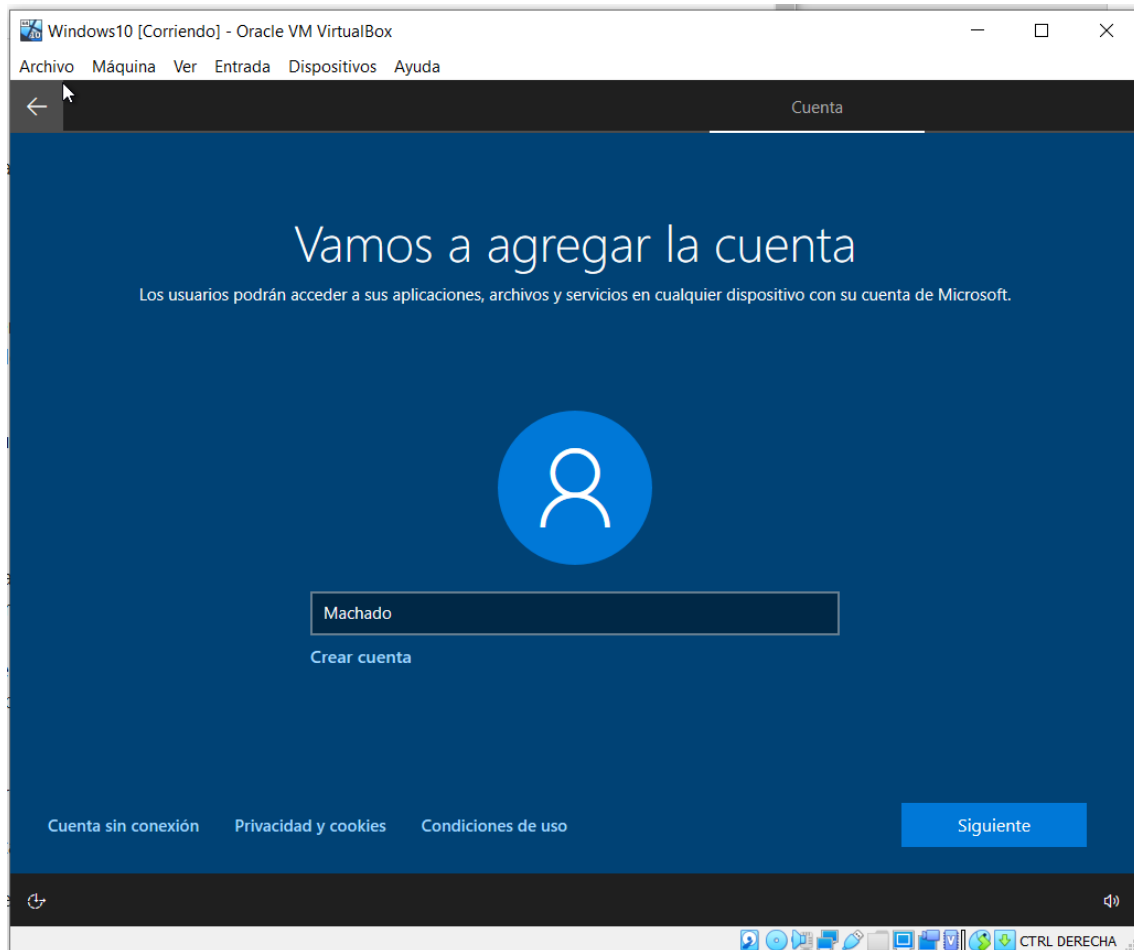 Windows10 [Corriendo] - Oracle VM VirtualBox
Archivo Máquina Ver Entrada Dispositivos Ayuda
Cuenta
Vamos a agregar la cuenta
Los usuarios podrán acceder a sus aplicaciones, archivos y servicios en cualquier dispositivo con su cuenta de Microsoft.
Machado
Crear cuenta
Cuenta sin conexión Privacidad y cookies Condiciones de uso Siguiente
CTRL DERECHA